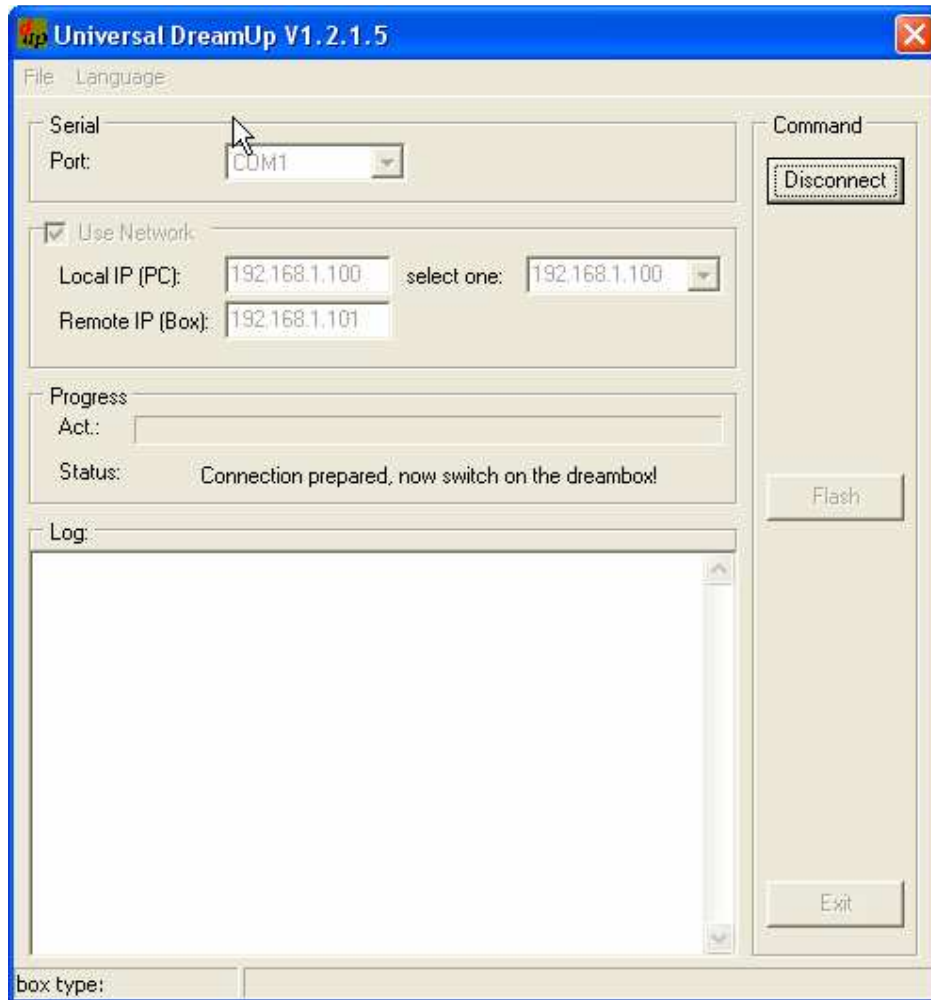 up Universal DreamUp V1.2.1.5
File Language
Serial
Port: COM1
Command
Disconnect
Use Network
Local IP (PC): 192.168.1.100 select one: 192.168.1.100
Remote IP (Box): 192.168.1.101
Progress
Act.:
Status: Connection prepared, now switch on the dreambox!
Flash
Log:
Exit
box type: